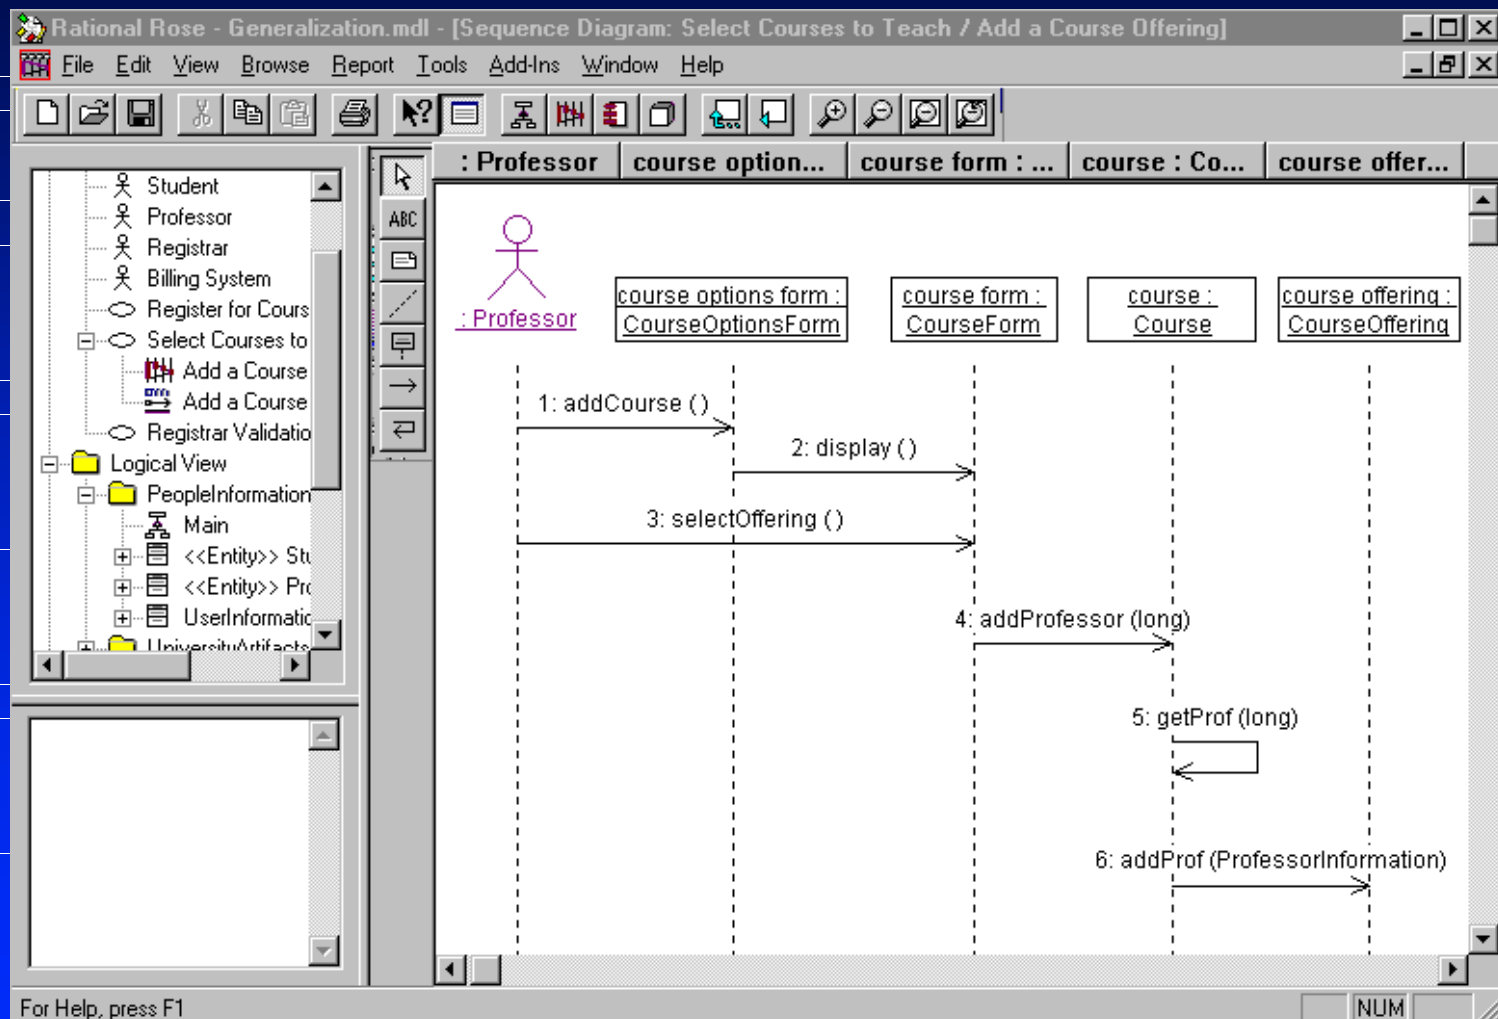 Rational Rose - Generalization.mdl - [Sequence Diagram: Select Courses to Teach / Add a Course Offering]
File Edit View Browse Report Tools Add-Ins Window Help
Student
Professor
Registrar
Billing System
Register for Cours
Select Courses to
Add a Course
Add a Course
Registrar Validatio
Logical View
PeopleInformation
Main
<<Entity>> Stu
<<Entity>> Pro
UserInformatic
UniversityArtifacts
ABC
: Professor course option... course form : ... course : Co... course offer...
: Professor
course options form :
CourseOptionsForm
course form :
CourseForm
course :
Course
course offering :
CourseOffering
1: addCourse ( )
2: display ( )
3: selectOffering ( )
4: addProfessor (long)
5: getProf (long)
6: addProf (ProfessorInformation)
For Help, press F1 NUM